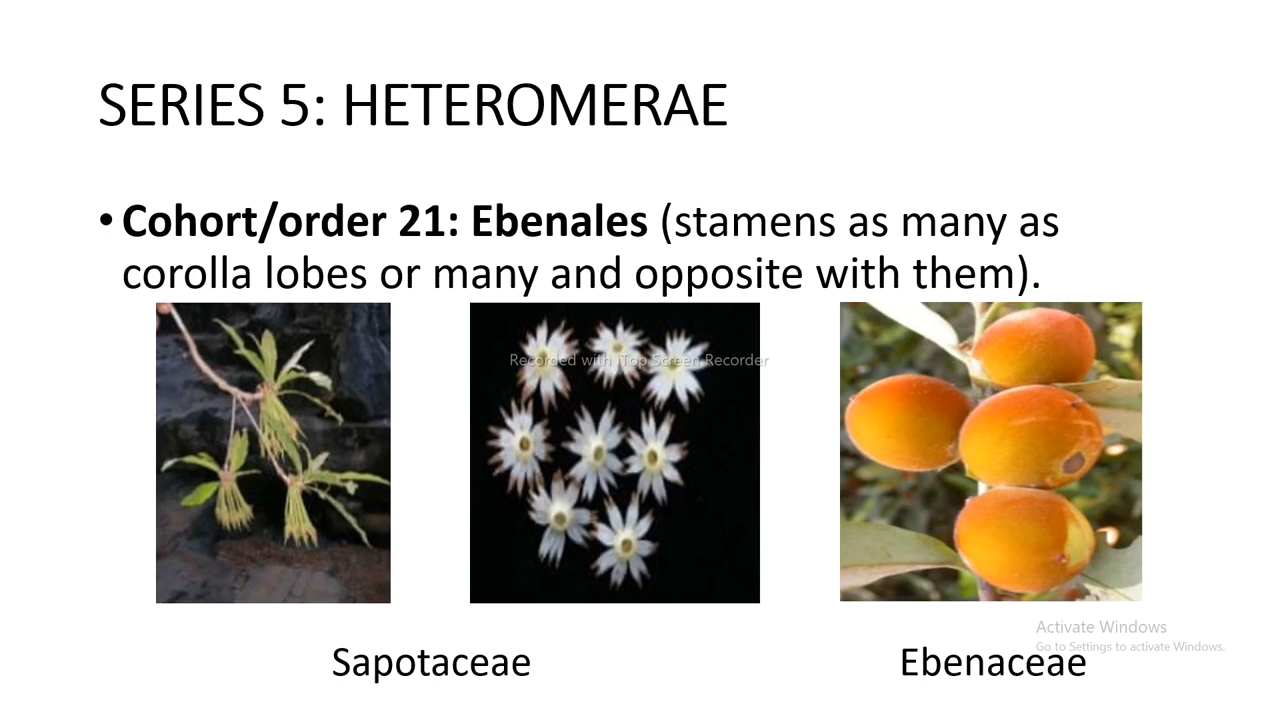 SERIES 5: HETEROMERAE
• Cohort/order 21: Ebenales (stamens as many as
corolla lobes or many and opposite with them).
Recorded with iTop Screen Recorder
Activate Windows
Go to Settings to activate Windows.
Sapotaceae
Ebenaceae